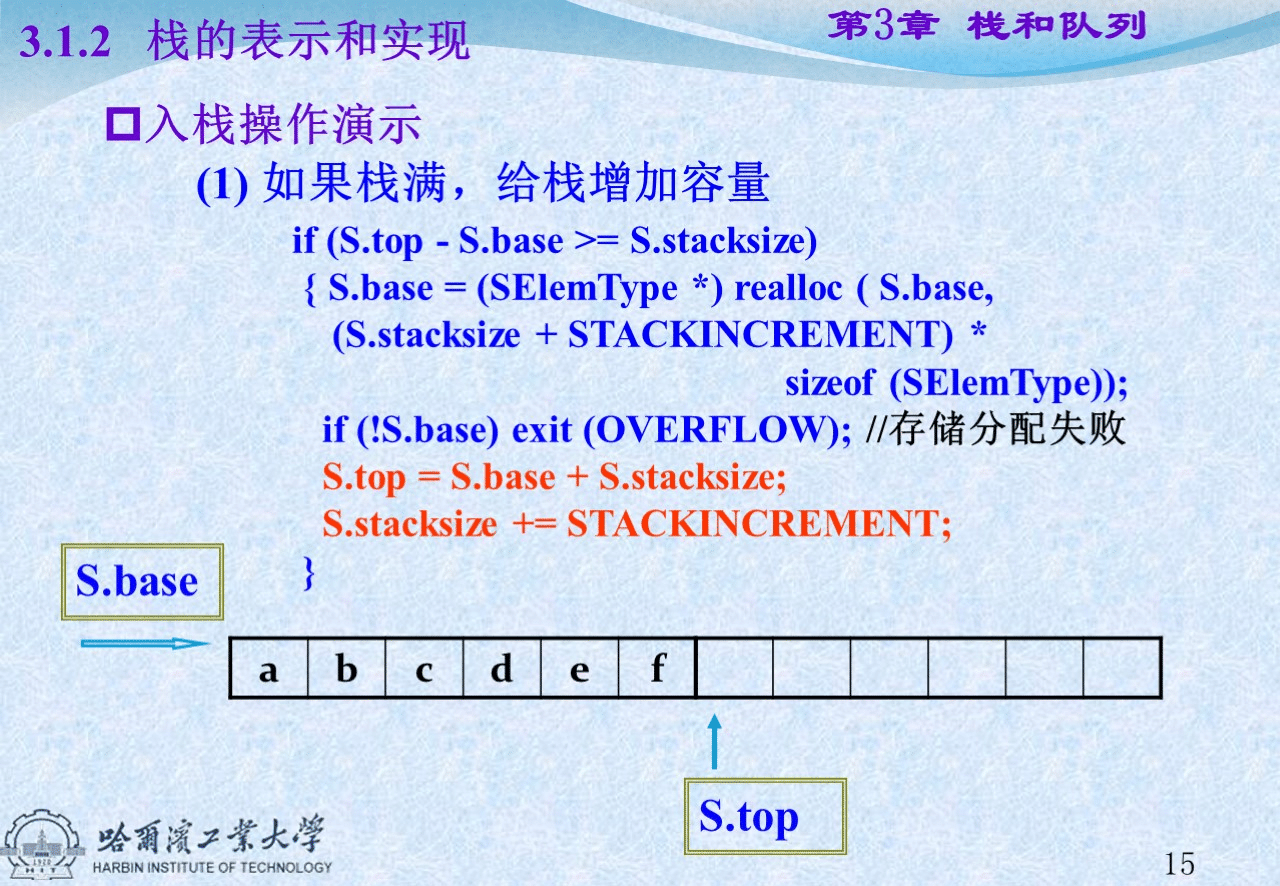 3.1.2 栈的表示和实现
第3章 栈和队列
入栈操作演示
(1) 如果栈满，给栈增加容量
if (S.top - S.base >= S.stacksize)
{ S.base = (SElemType *) realloc ( S.base,
(S.stacksize + STACKINCREMENT) *
sizeof (SElemType));
if (!S.base) exit (OVERFLOW); //存储分配失败
S.top = S.base + S.stacksize;
S.stacksize += STACKINCREMENT;
}
S.base
a b c d e f
S.top
1920
HIT
哈爾濱工業大學
HARBIN INSTITUTE OF TECHNOLOGY
15